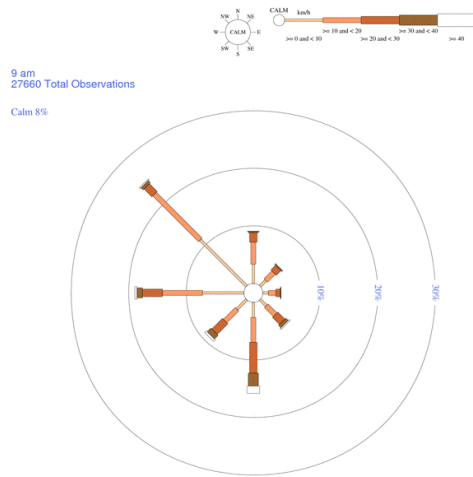 N
NW NE
W CALM E
SW SE
S
CALM km/h
>= 10 and < 20 >= 30 and < 40
>= 0 and < 10 >= 20 and < 30 >= 40
9 am
27660 Total Observations
Calm 8%
10% 20% 30%